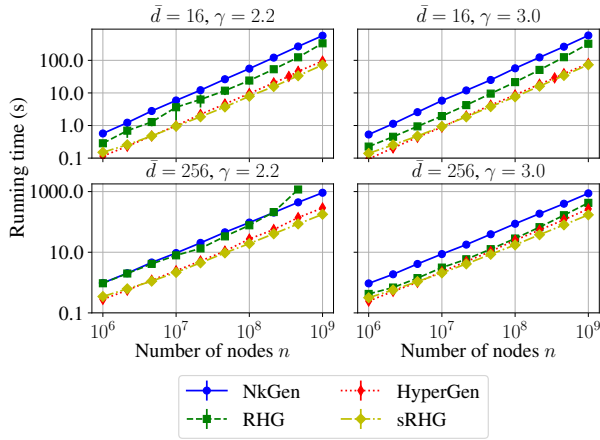 d̄ = 16, γ = 2.2
d̄ = 16, γ = 3.0
100.0
10.0
1.0
0.1
Running time (s)
d̄ = 256, γ = 2.2
d̄ = 256, γ = 3.0
1000.0
10.0
0.1
10^6 10^7 10^8 10^9
10^6 10^7 10^8 10^9
Number of nodes n
Number of nodes n
NkGen
HyperGen
RHG
sRHG